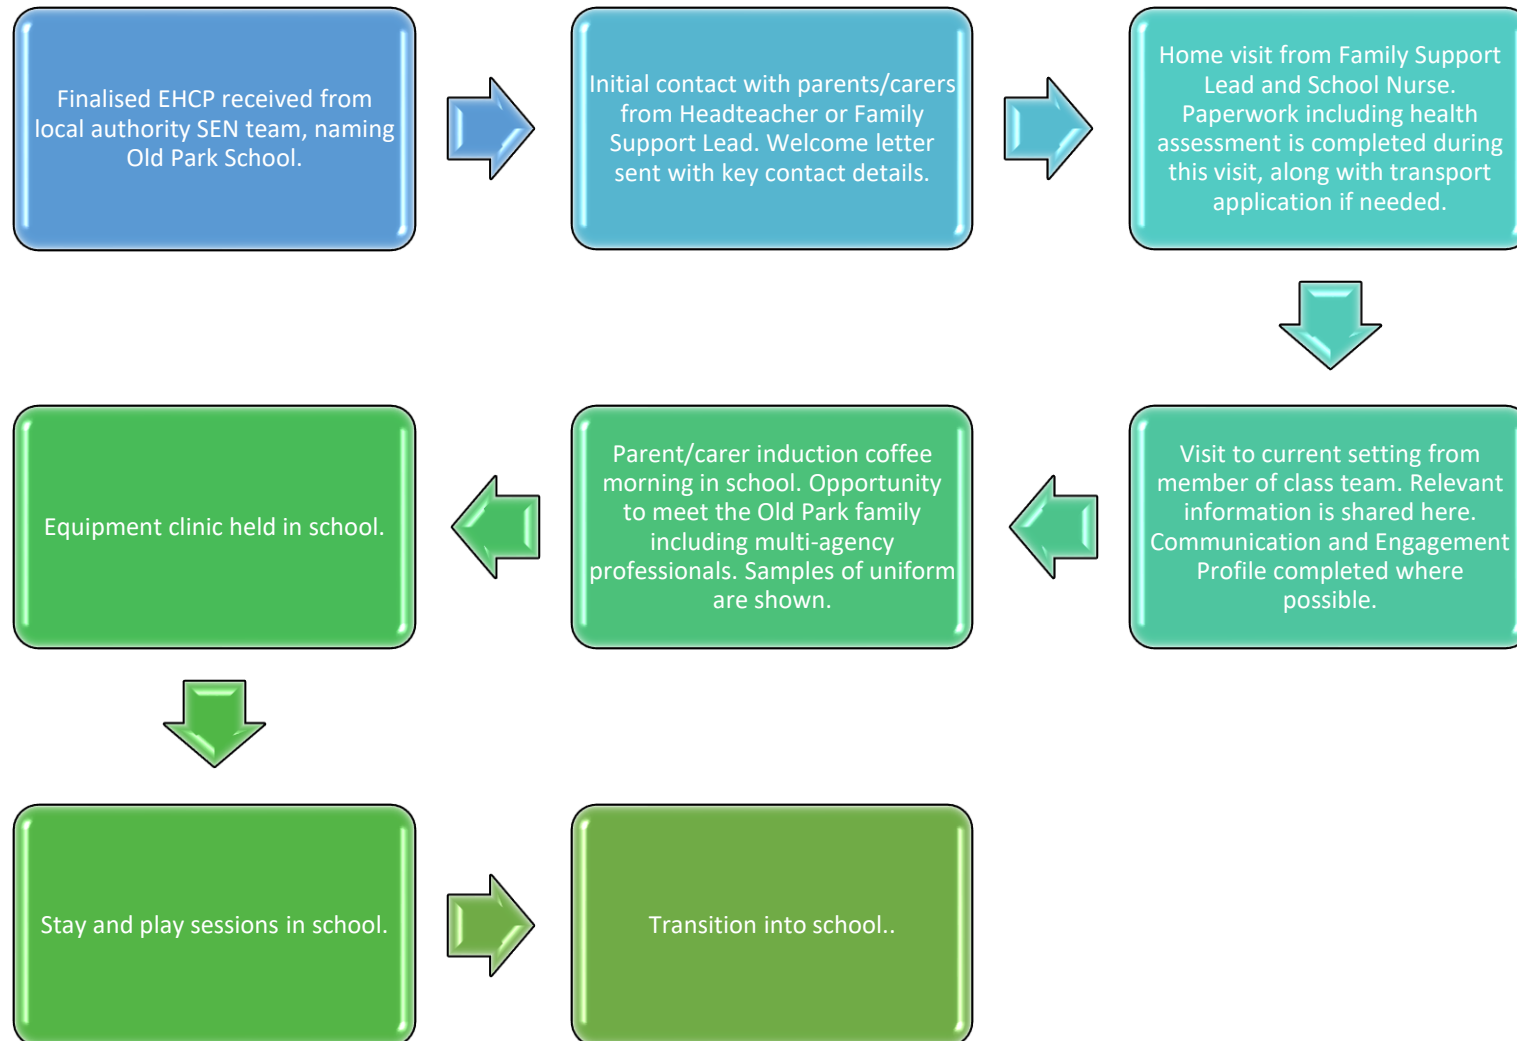 Finalised EHCP received from
local authority SEN team, naming
Old Park School.
Initial contact with parents/carers
from Headteacher or Family
Support Lead. Welcome letter
sent with key contact details.
Home visit from Family Support
Lead and School Nurse.
Paperwork including health
assessment is completed during
this visit, along with transport
application if needed.
Visit to current setting from
member of class team. Relevant
information is shared here.
Communication and Engagement
Profile completed where
possible.
Parent/carer induction coffee
morning in school. Opportunity
to meet the Old Park family
including multi-agency
professionals. Samples of uniform
are shown.
Equipment clinic held in school.
Stay and play sessions in school.
Transition into school..